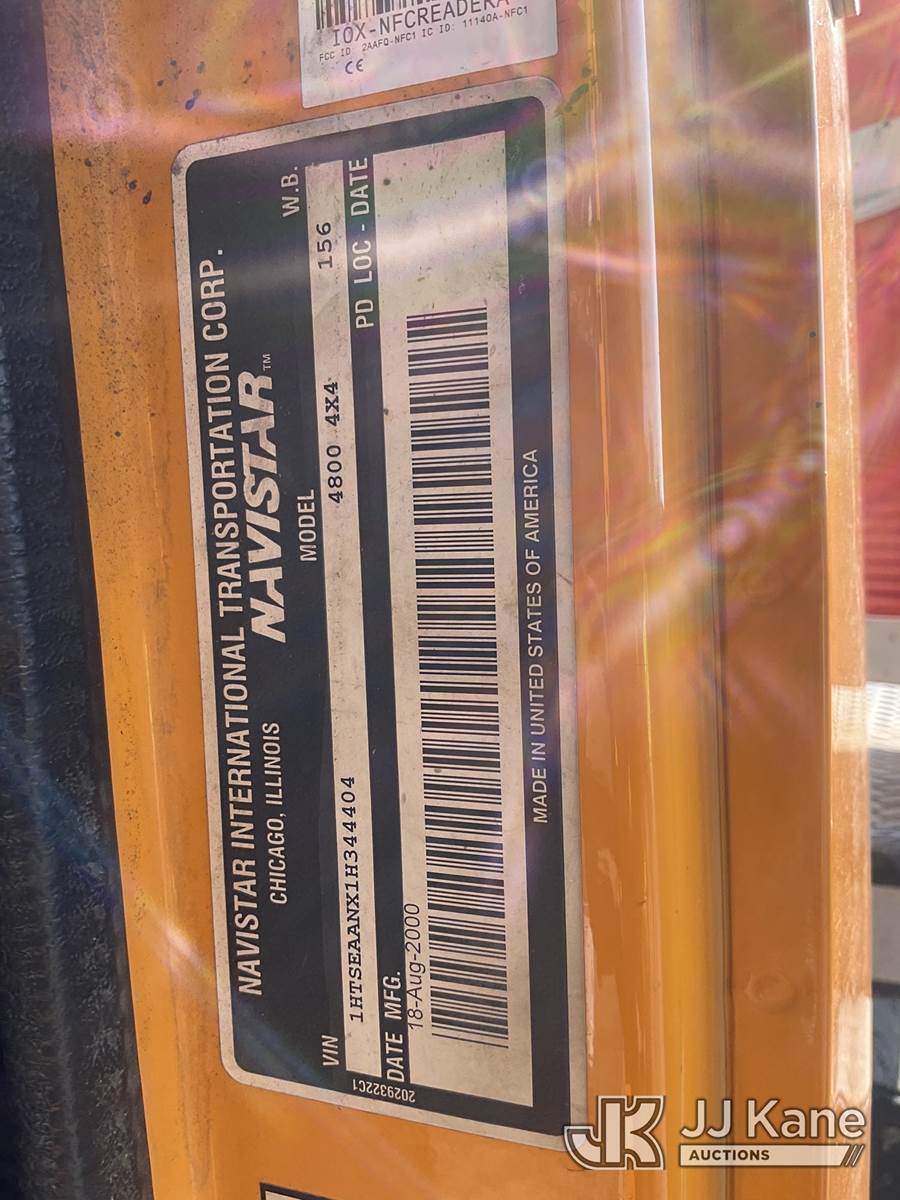 IOX-NFCREADERA
FCC ID: 2AAFQ-NFC1 IC ID: 11140A-NFC1
CE
NAVISTAR INTERNATIONAL TRANSPORTATION CORP.
CHICAGO, ILLINOIS NAVISTAR™
VIN MODEL W.B.
1HTSEAANX1H344404 4800 4X4 156
DATE MFG. PD LOC - DATE
18-Aug-2000
MADE IN UNITED STATES OF AMERICA
2029322C1
JK JJ Kane
AUCTIONS